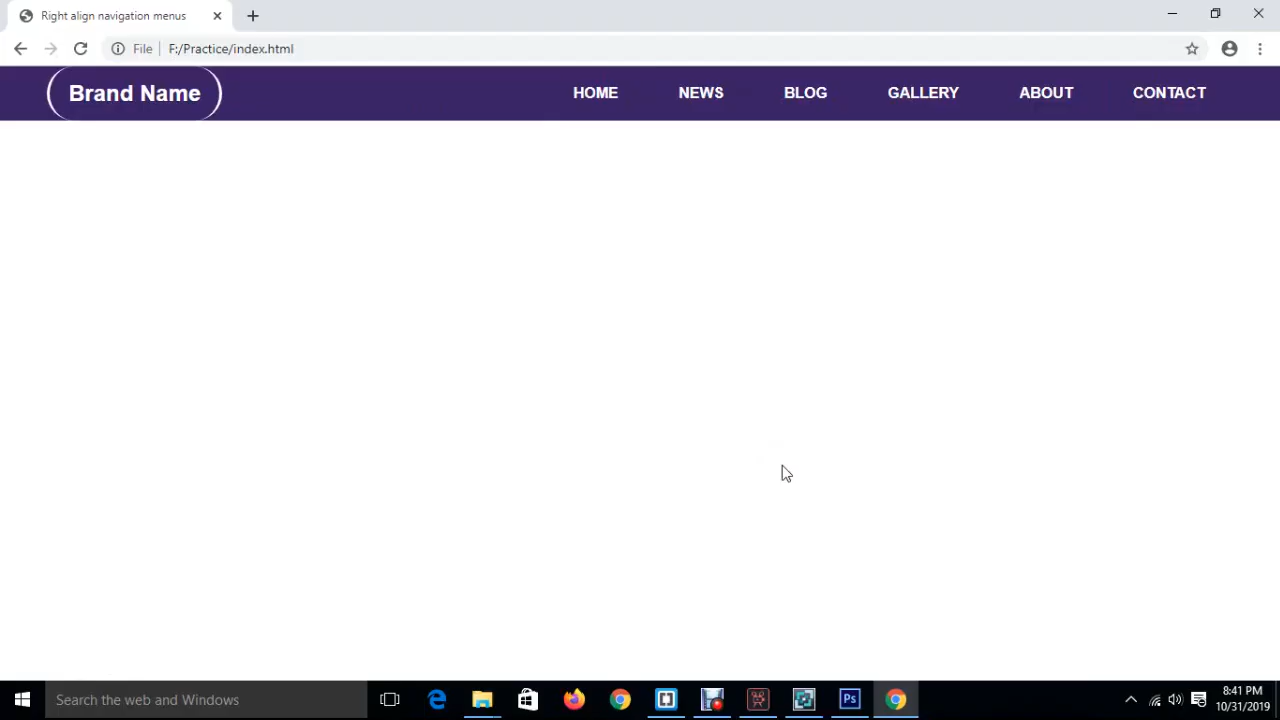 Right align navigation menus
File F:/Practice/index.html
Brand Name HOME NEWS BLOG GALLERY ABOUT CONTACT
Search the web and Windows
Ps
8:41 PM
10/31/2019